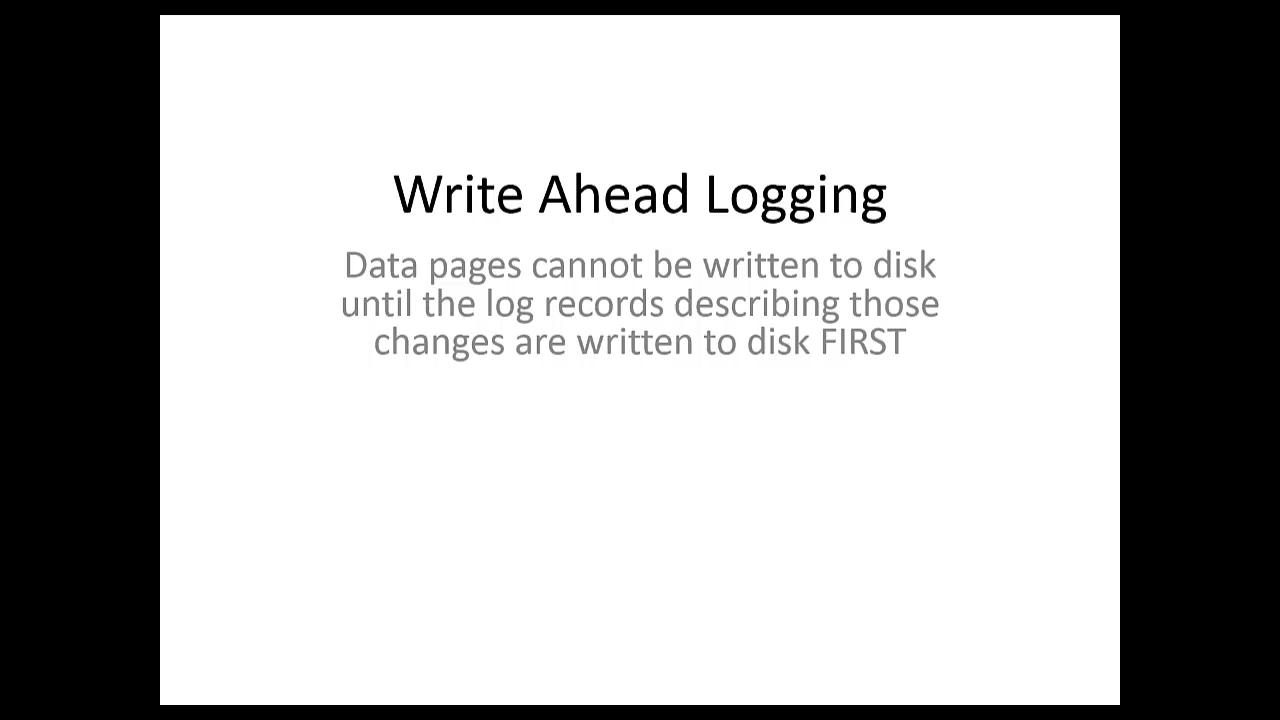 Write Ahead Logging
Data pages cannot be written to disk
until the log records describing those
changes are written to disk FIRST